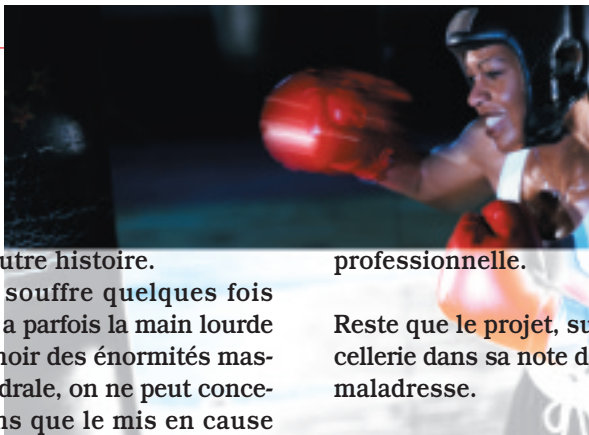 utre histoire.
souffre quelques fois
a parfois la main lourde
noir des énormités mas-
drale, on ne peut conce-
ns que le mis en cause
professionnelle.
Reste que le projet, su
cellerie dans sa note d
maladresse.